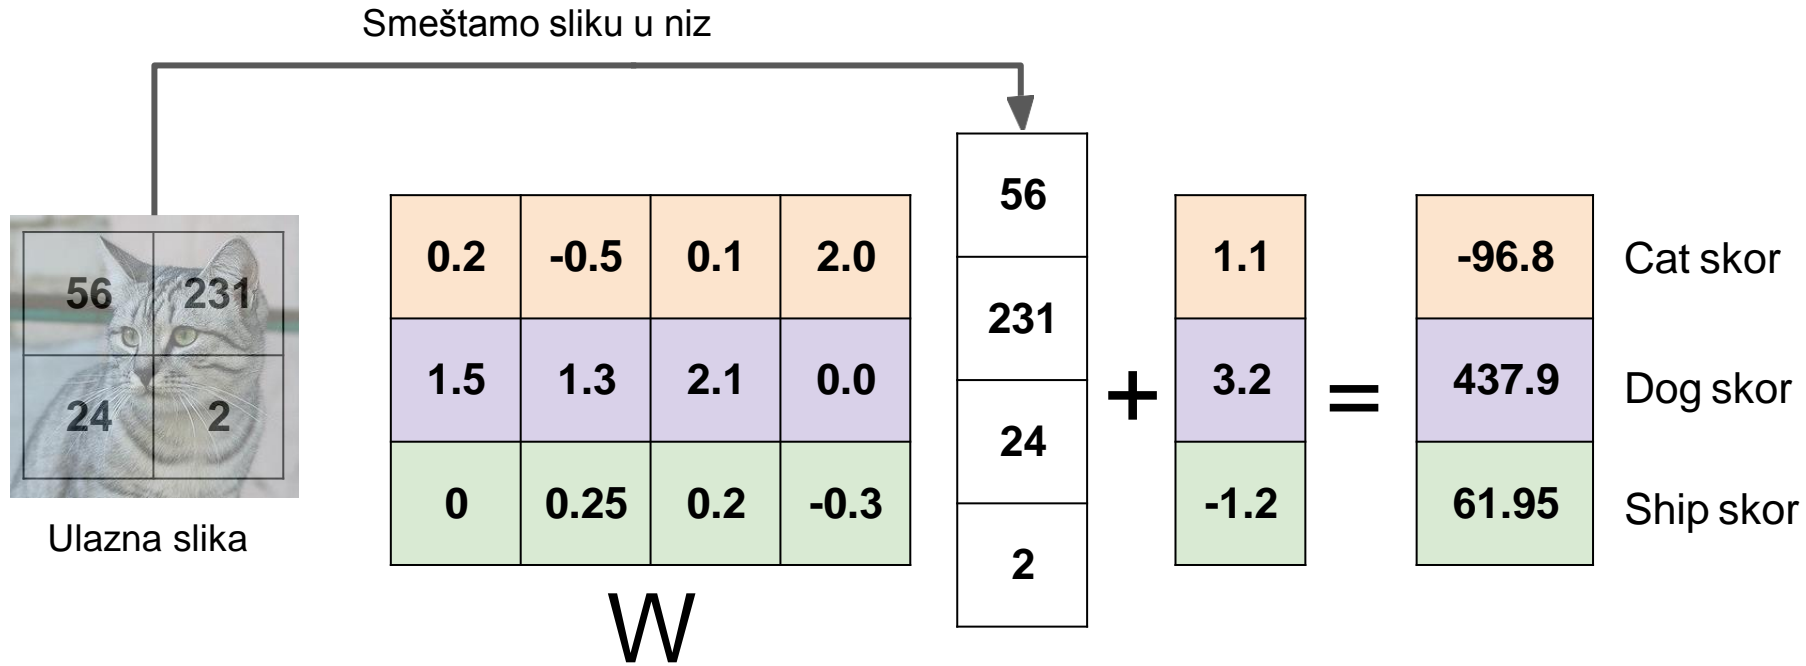 Smeštamo sliku u niz
56 231
24 2
Ulazna slika
0.2 -0.5 0.1 2.0
1.5 1.3 2.1 0.0
0 0.25 0.2 -0.3
W
56
231
24
2
+
1.1
3.2
-1.2
=
-96.8 Cat skor
437.9 Dog skor
61.95 Ship skor